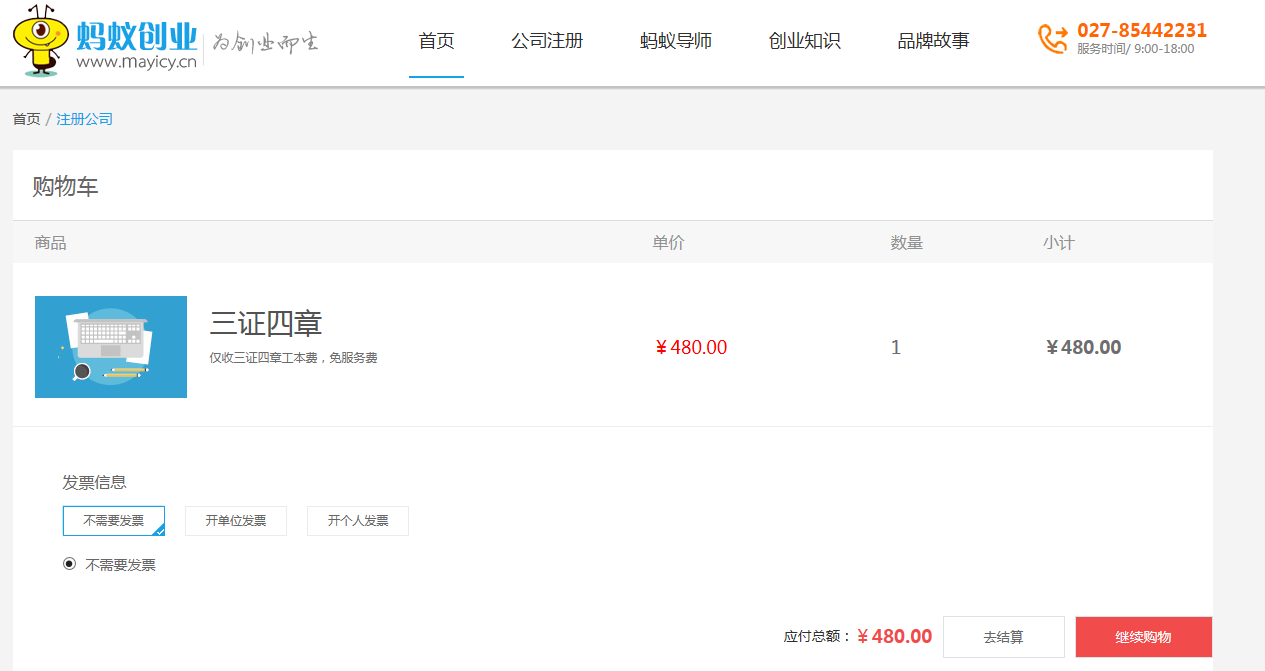 蚂蚁创业
www.mayicy.cn
为创业而生
首页 公司注册 蚂蚁导师 创业知识 品牌故事
027-85442231
服务时间/ 9:00-18:00
首页 / 注册公司
购物车
商品 单价 数量 小计
三证四章
仅收三证四章工本费，免服务费
¥480.00 1 ¥480.00
发票信息
不需要发票 开单位发票 开个人发票
不需要发票
应付总额：¥480.00 去结算 继续购物